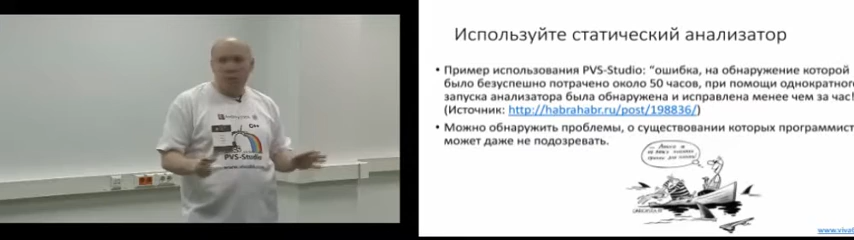 PVS-Studio
Используйте статический анализатор
• Пример использования PVS-Studio: “ошибка, на обнаружение которой
было безуспешно потрачено около 50 часов, при помощи однократного
запуска анализатора была обнаружена и исправлена менее чем за час!
(Источник: http://habrahabr.ru/post/198836/)
• Можно обнаружить проблемы, о существовании которых программист
может даже не подозревать.